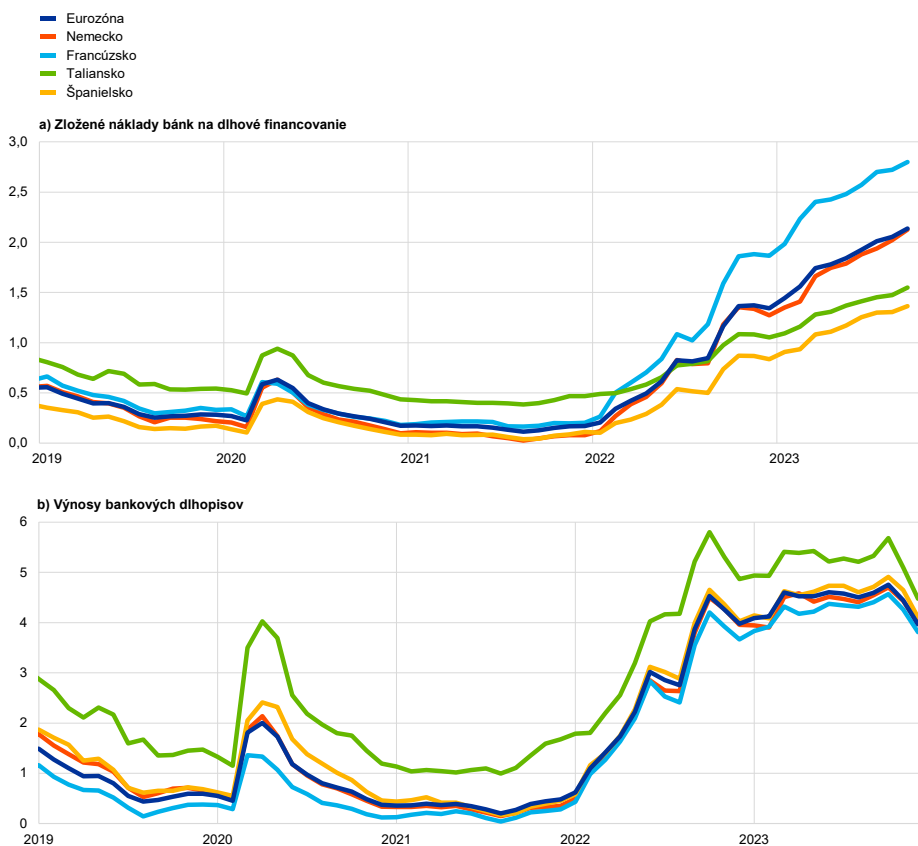 Eurozóna
Nemecko
Francúzsko
Taliansko
Španielsko
a) Zložené náklady bánk na dlhové financovanie
3,0
2,5
2,0
1,5
1,0
0,5
0,0
2019 2020 2021 2022 2023
b) Výnosy bankových dlhopisov
6
5
4
3
2
1
0
2019 2020 2021 2022 2023